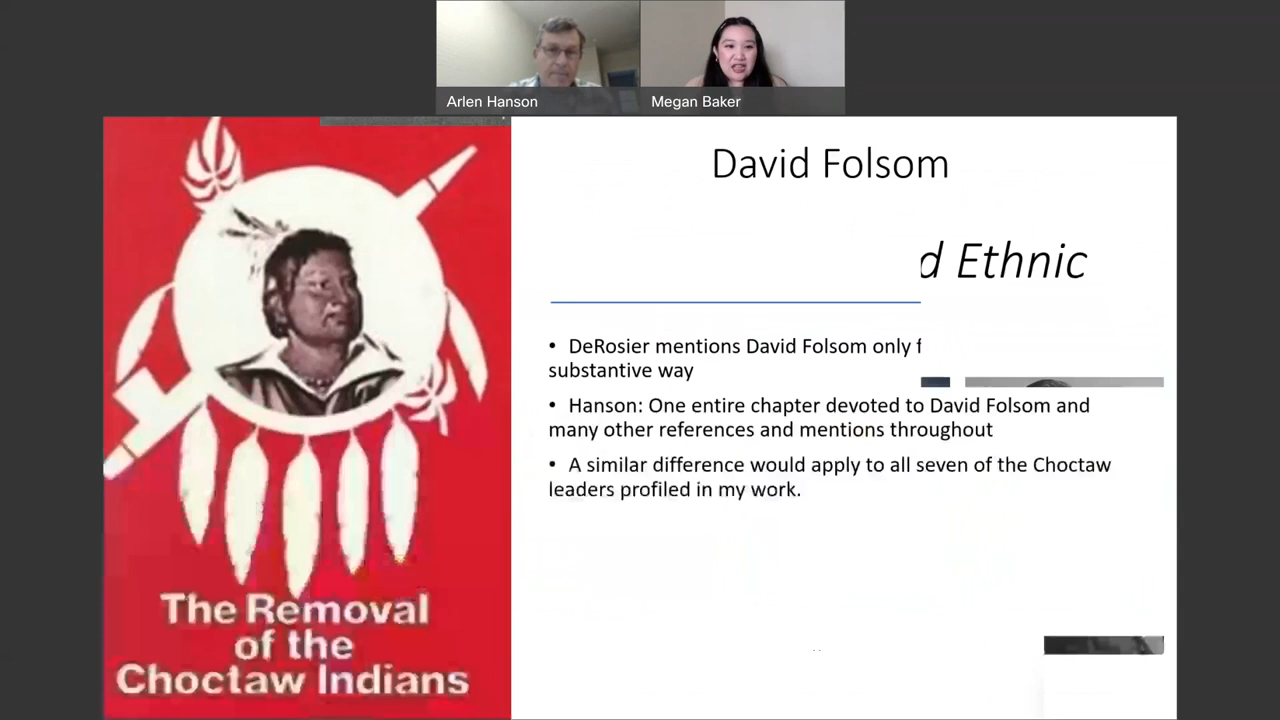 Arlen Hanson
Megan Baker
The Removal
of the
Choctaw Indians
David Folsom
d Ethnic
• DeRosier mentions David Folsom only f
substantive way
• Hanson: One entire chapter devoted to David Folsom and
many other references and mentions throughout
• A similar difference would apply to all seven of the Choctaw
leaders profiled in my work.